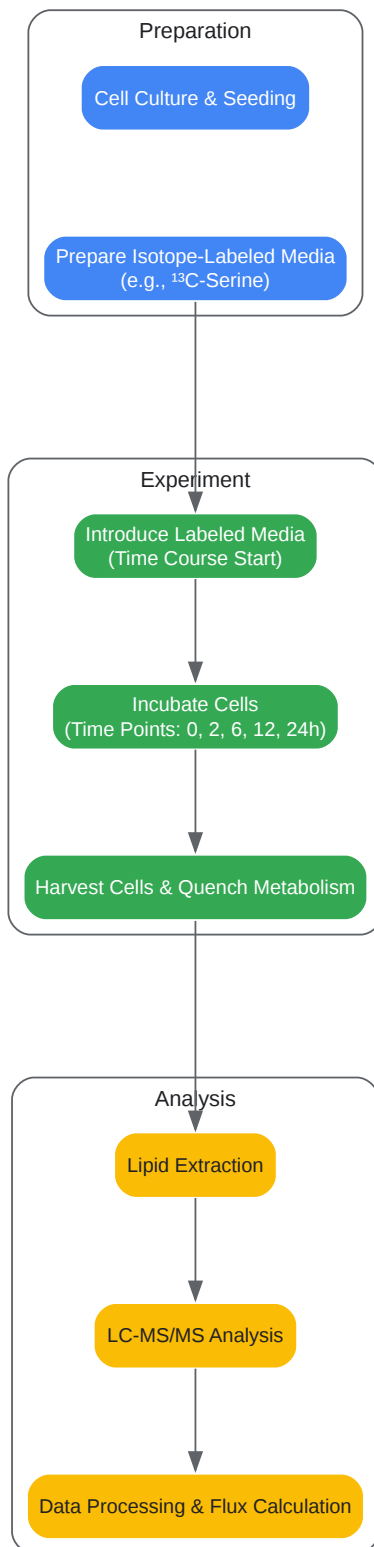 Preparation
Cell Culture & Seeding
Prepare Isotope-Labeled Media
(e.g., ¹³C-Serine)
Experiment
Introduce Labeled Media
(Time Course Start)
Incubate Cells
(Time Points: 0, 2, 6, 12, 24h)
Harvest Cells & Quench Metabolism
Analysis
Lipid Extraction
LC-MS/MS Analysis
Data Processing & Flux Calculation